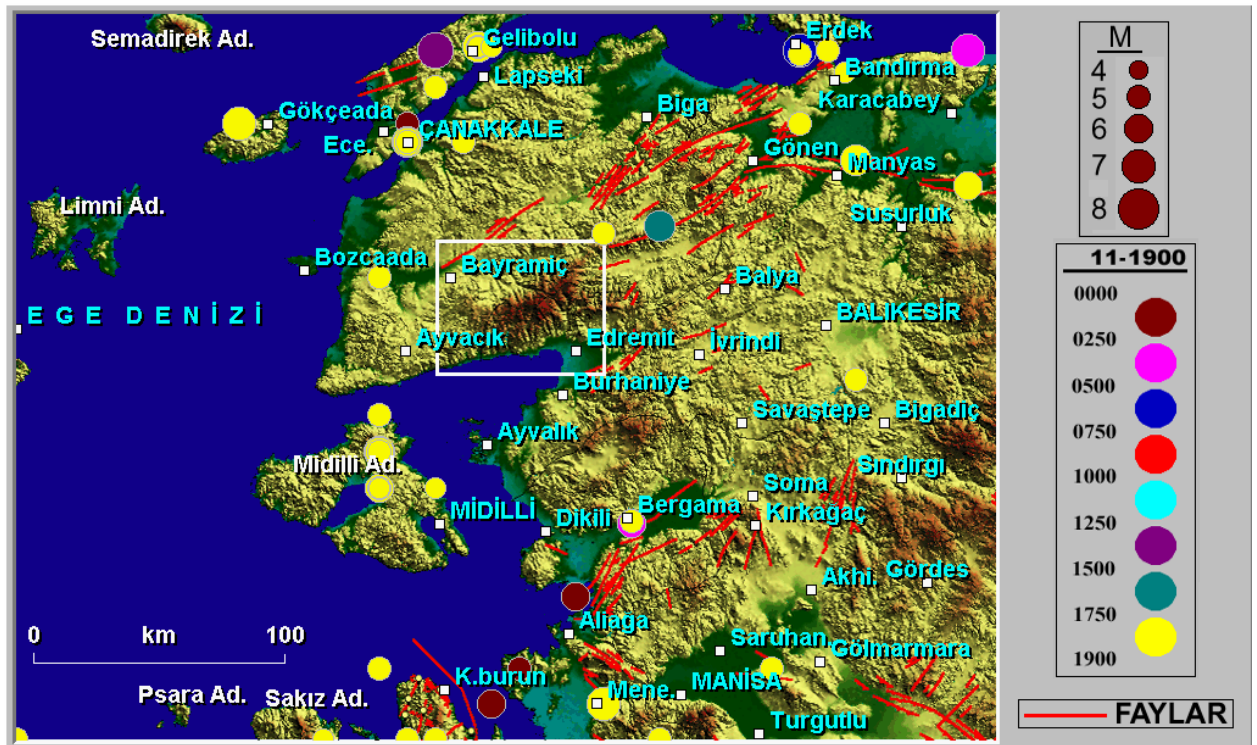 Semadirek Ad.
Gelibolu
Erdek
Lapseki
Bandırma
Gökçeada
Biga
Karacabey
Ece.
ÇANAKKALE
Gönen
Manyas
Limni Ad.
Susurluk
Bozcaada
Bayramiç
Balya
EGE DENİZİ
BALIKESİR
Ayvacık
Edremit
İvrindi
Burhaniye
Savaştepe
Bigadiç
Ayvalık
Midilli Ad.
Sındırgı
Soma
MİDİLLİ
Dikili
Bergama
Kırkağaç
Akhi.
Gördes
Aliağa
0 km 100
Saruhan.
Gölmarmara
K.burun
Psara Ad.
Sakız Ad.
Mene.
MANİSA
Turgutlu
M
4
5
6
7
8
11-1900
0000
0250
0500
0750
1000
1250
1500
1750
1900
FAYLAR